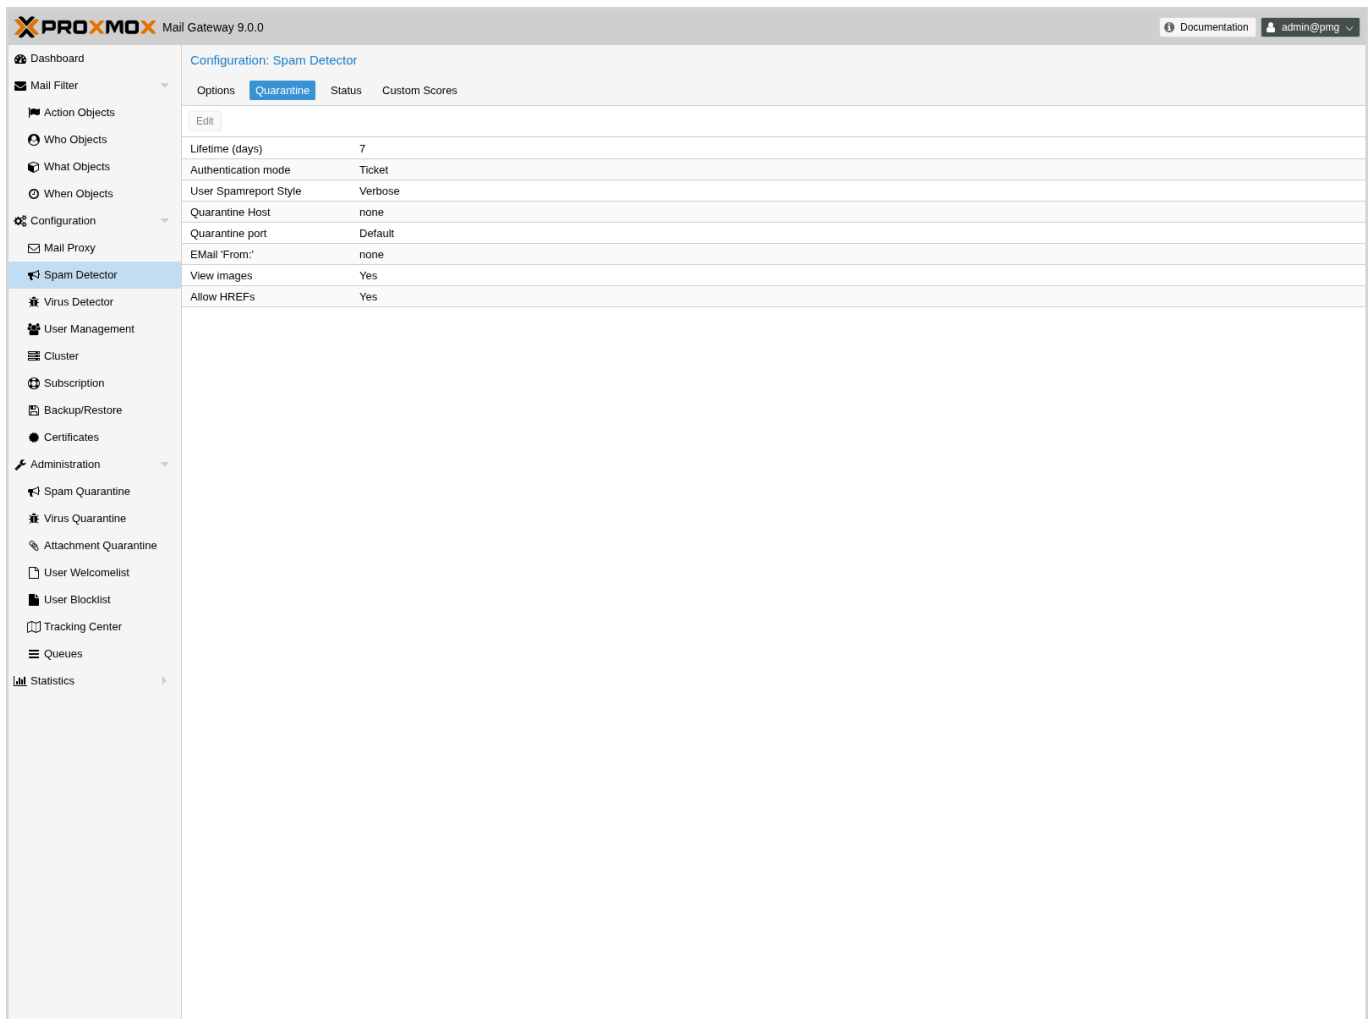 PROXMOX Mail Gateway 9.0.0
Documentation
admin@pmg
Dashboard
Mail Filter
Action Objects
Who Objects
What Objects
When Objects
Configuration
Mail Proxy
Spam Detector
Virus Detector
User Management
Cluster
Subscription
Backup/Restore
Certificates
Administration
Spam Quarantine
Virus Quarantine
Attachment Quarantine
User Welcomelist
User Blocklist
Tracking Center
Queues
Statistics
Configuration: Spam Detector
Options Quarantine Status Custom Scores
Edit
Lifetime (days) 7
Authentication mode Ticket
User Spamreport Style Verbose
Quarantine Host none
Quarantine port Default
EMail 'From:' none
View images Yes
Allow HREFs Yes